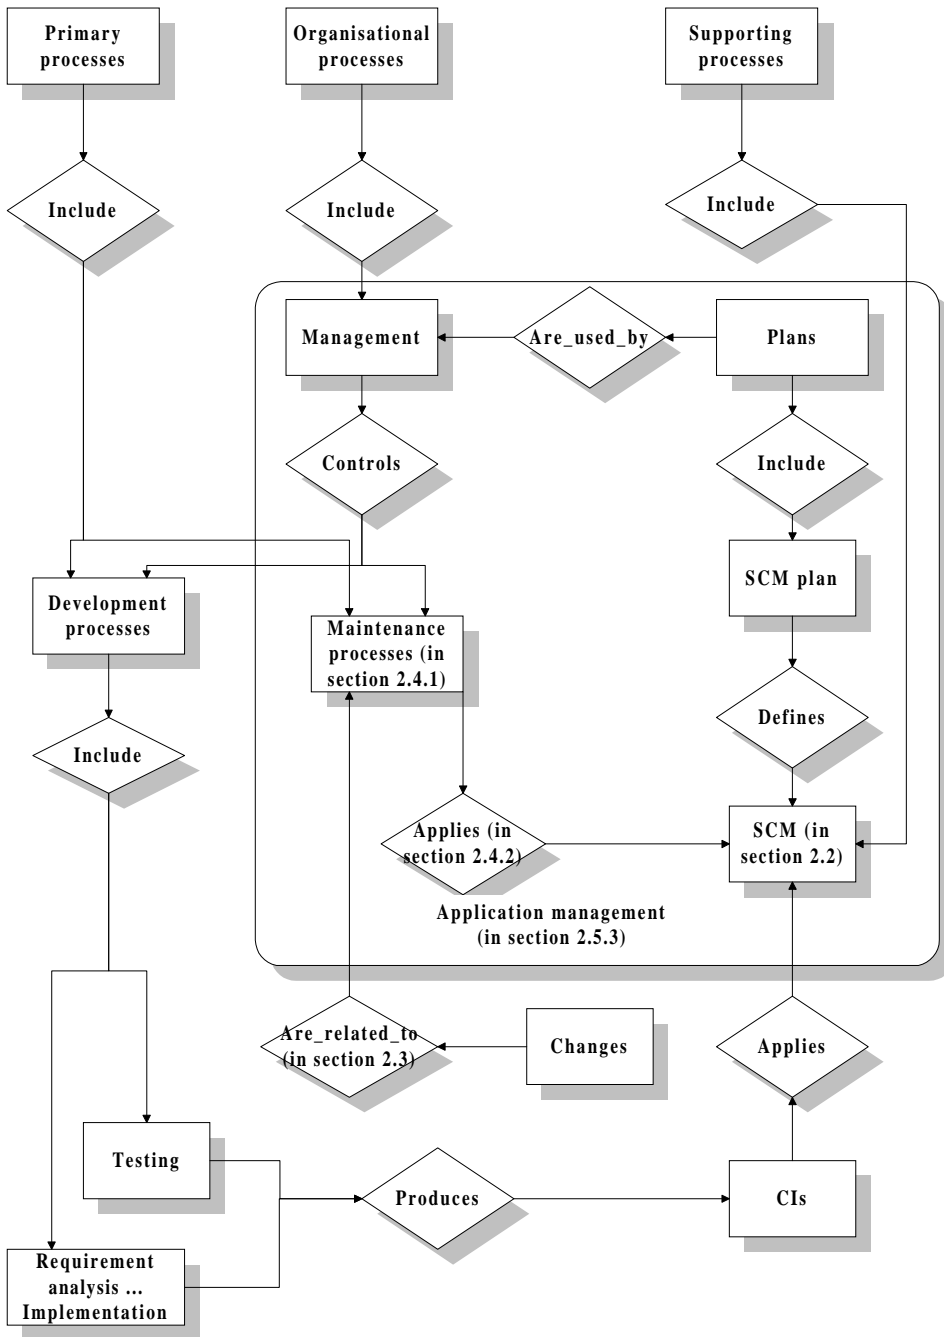 Primary
processes
Organisational
processes
Supporting
processes
Include
Include
Include
Management
Are_used_by
Plans
Controls
Include
Development
processes
SCM plan
Maintenance
processes (in
section 2.4.1)
Include
Defines
Applies (in
section 2.4.2)
SCM (in
section 2.2)
Application management
(in section 2.5.3)
Are_related_to
(in section 2.3)
Changes
Applies
Testing
Produces
CIs
Requirement
analysis ...
Implementation